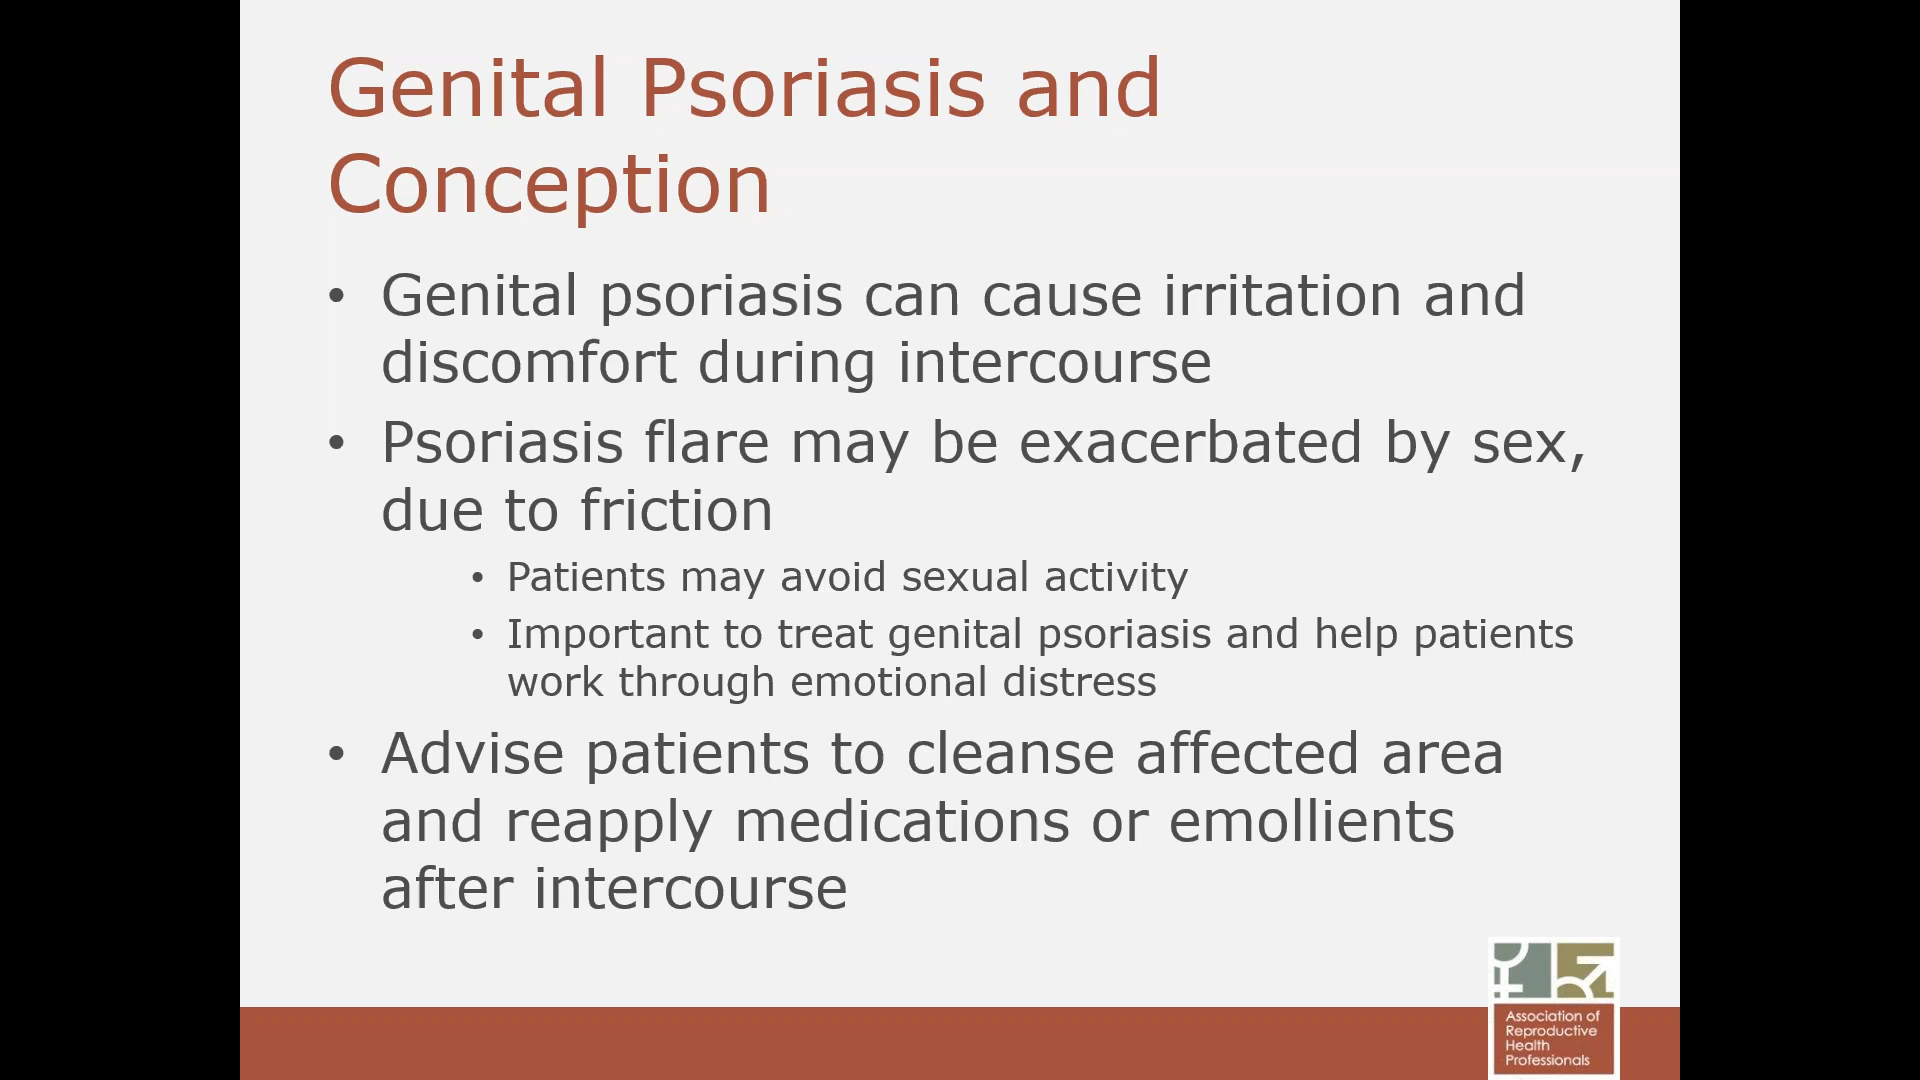 Genital Psoriasis and
Conception
• Genital psoriasis can cause irritation and
discomfort during intercourse
• Psoriasis flare may be exacerbated by sex,
due to friction
• Patients may avoid sexual activity
• Important to treat genital psoriasis and help patients
work through emotional distress
• Advise patients to cleanse affected area
and reapply medications or emollients
after intercourse
Association of
Reproductive
Health
Professionals